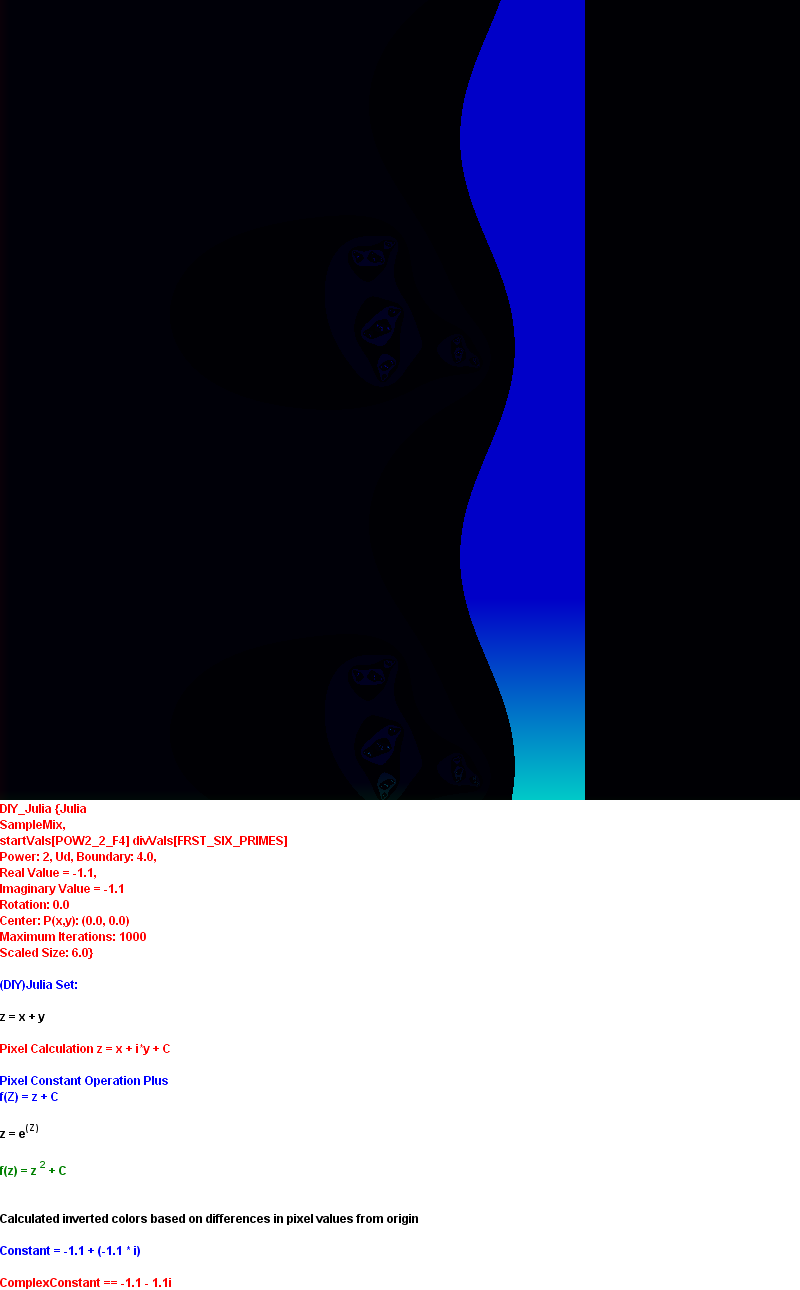 DIY_Julia {Julia
SampleMix,
startVals[POW2_2_F4] divVals[FRST_SIX_PRIMES]
Power: 2, Ud, Boundary: 4.0,
Real Value = -1.1,
Imaginary Value = -1.1
Rotation: 0.0
Center: P(x,y): (0.0, 0.0)
Maximum Iterations: 1000
Scaled Size: 6.0}
(DIY)Julia Set:
z = x + y
Pixel Calculation z = x + i*y + C
Pixel Constant Operation Plus
f(Z) = z + C
z = e(Z)
f(z) = z 2 + C
Calculated inverted colors based on differences in pixel values from origin
Constant = -1.1 + (-1.1 * i)
ComplexConstant == -1.1 - 1.1i